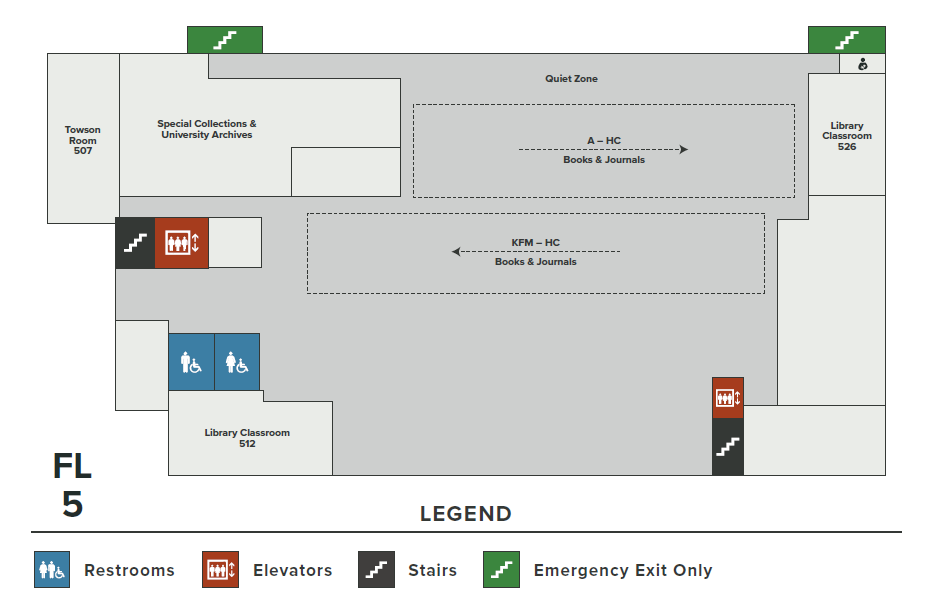 Quiet Zone
Towson
Room
507
Special Collections &
University Archives
A – HC
Books & Journals
Library
Classroom
526
KFM – HC
Books & Journals
Library Classroom
512
FL
5
LEGEND
Restrooms
Elevators
Stairs
Emergency Exit Only